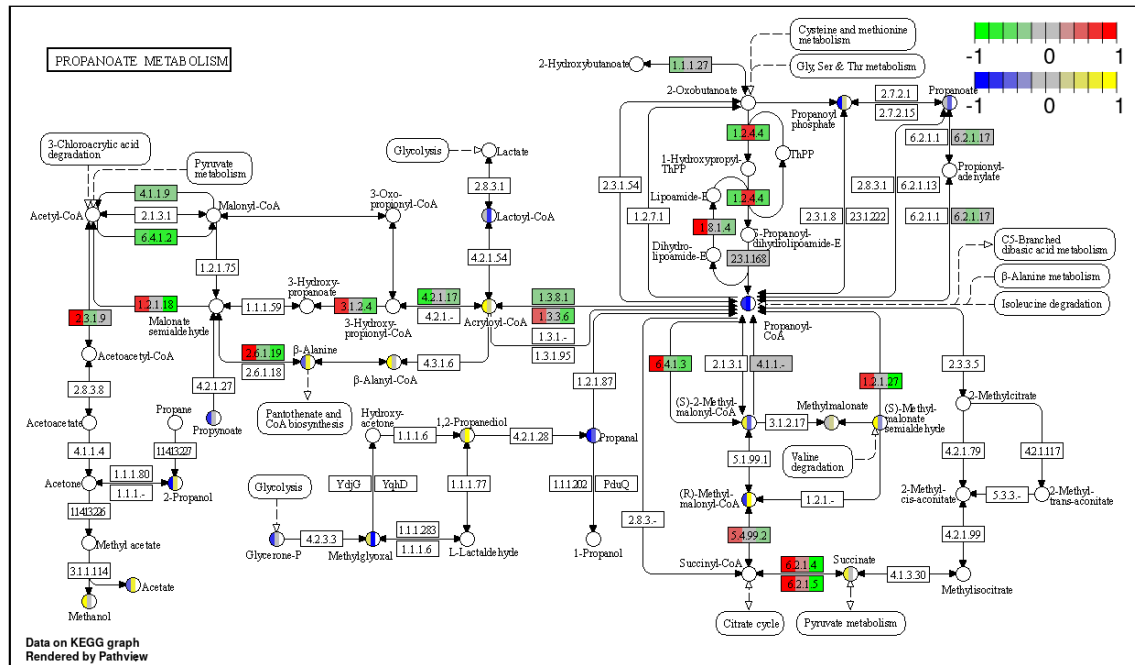 PROPANOATE METABOLISM
-1 0 1
-1 0 1
Cysteine and methionine
metabolism
Gly, Ser & Thr metabolism
2-Hydroxybutanoate
1.1.1.27
2-Oxobutanoate
Propanoyl
phosphate
2.7.2.1
2.7.2.15
Propanoate
6.2.1.1
6.2.1.17
Propionyl-
adenylate
6.2.1.1
6.2.1.17
1.2.4.4
ThPP
1-Hydroxypropyl-
ThPP
Lipoamide-E
1.2.4.4
1.8.1.4
S-Propanoyl-
dihydrolipoamide-E
Dihydro-
lipoamide-E
2.3.1.168
2.3.1.54
1.2.7.1
2.8.3.1
6.2.1.13
2.3.1.8
2.3.1.222
C5-Branched
dibasic acid metabolism
β-Alanine metabolism
Isoleucine degradation
Propanoyl-CoA
3-Chloroacrylic acid
degradation
Pyruvate
metabolism
Glycolysis
Lactate
2.8.3.1
Lactoyl-CoA
4.2.1.54
4.1.1.9
Acetyl-CoA
2.1.3.1
Malonyl-CoA
6.4.1.2
3-Oxo-
propionyl-CoA
1.2.1.75
3-Hydroxy-
propanoate
1.2.1.18
Malonate
semialdehyde
1.1.1.59
3.1.2.4
3-Hydroxy-
propionyl-CoA
4.2.1.17
4.2.1.-
Acryloyl-CoA
1.3.8.1
1.3.3.6
1.3.1.-
1.3.1.95
2.3.1.9
Acetoacetyl-CoA
2.6.1.19
2.6.1.18
β-Alanine
β-Alanyl-CoA
4.3.1.6
1.2.1.87
2.8.3.8
4.2.1.27
Propynoate
Pantothenate and
CoA biosynthesis
Acetoacetate
Propane
4.1.1.4
1.14.13.227
Acetone
1.1.1.80
1.1.1.-
2-Propanol
1.14.13.226
Methyl acetate
3.1.1.114
Acetate
Methanol
Hydroxy-
acetone
1.1.1.6
1,2-Propanediol
4.2.1.28
Propanal
YdjG
YqhD
1.1.1.77
1.1.1.202
PduQ
Glycolysis
Glycerone-P
4.2.3.3
Methylglyoxal
1.1.1.283
1.1.1.6
L-Lactaldehyde
1-Propanol
6.4.1.3
2.1.3.1
4.1.1.-
1.2.1.27
2.3.3.5
(S)-2-Methyl-
malonyl-CoA
3.1.2.17
Methylmalonate
(S)-Methyl-
malonate
semialdehyde
Valine
degradation
5.1.99.1
(R)-Methyl-
malonyl-CoA
1.2.1.-
2.8.3.-
5.4.99.2
Succinyl-CoA
6.2.1.4
6.2.1.5
Succinate
4.1.3.30
Methylisocitrate
Citrate cycle
Pyruvate metabolism
2-Methylcitrate
4.2.1.79
4.2.1.117
2-Methyl-
cis-aconitate
5.3.3.-
2-Methyl-
trans-aconitate
4.2.1.99
Data on KEGG graph
Rendered by Pathview